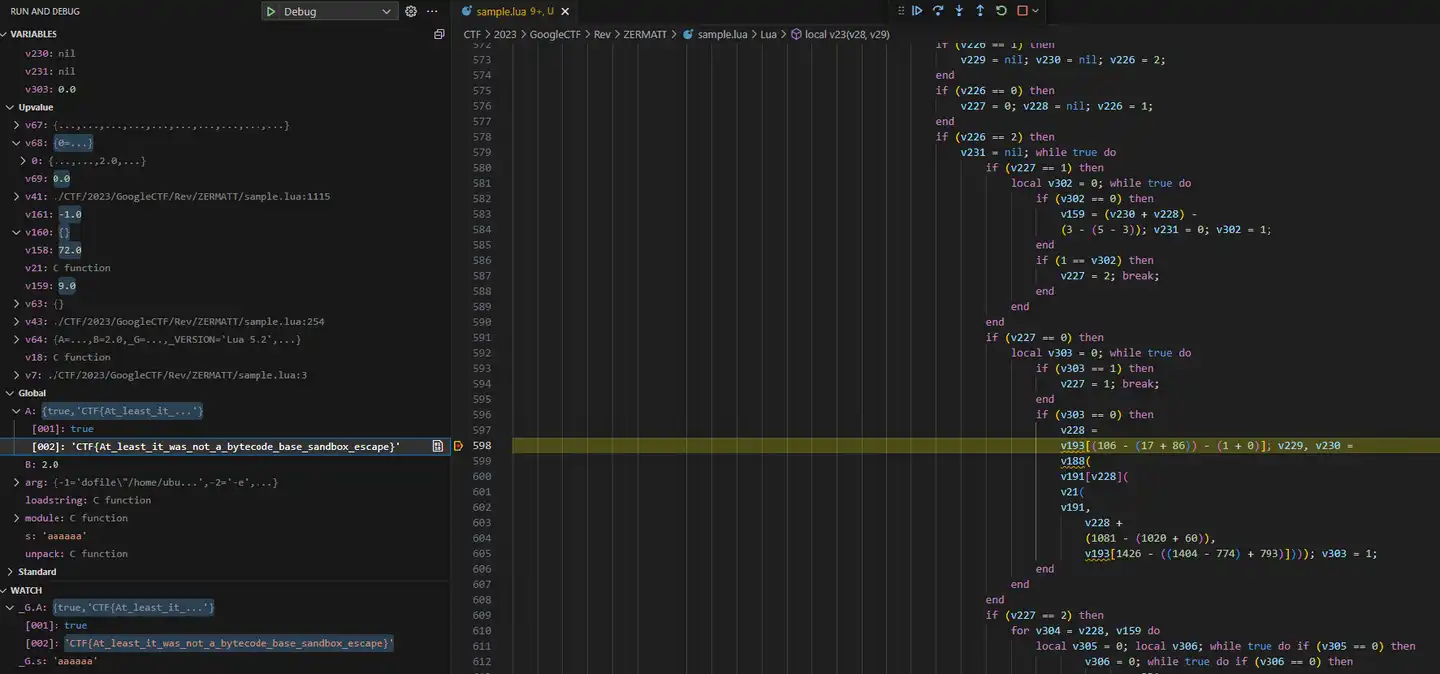 RUN AND DEBUG
Debug
sample.lua 9+, U
VARIABLES
CTF > 2023 > GoogleCTF > Rev > ZERMATT > sample.lua > Lua > local v23(v28, v29)
v230: nil
v231: nil
v303: 0.0
Upvalue
v67: {...,...,...,...,...,...,...,...,...,...}
v68: {0=...}
0: {...,...,2.0,...}
v69: 0.0
v41: ./CTF/2023/GoogleCTF/Rev/ZERMATT/sample.lua:1115
v161: -1.0
v160: {}
v158: 72.0
v21: C function
v159: 9.0
v63: {}
v43: ./CTF/2023/GoogleCTF/Rev/ZERMATT/sample.lua:254
v64: {A=...,B=2.0,_G=...,_VERSION='Lua 5.2',...}
v18: C function
v7: ./CTF/2023/GoogleCTF/Rev/ZERMATT/sample.lua:3
Global
A: {true,'CTF{At_least_it_...'}
[001]: true
[002]: 'CTF{At_least_it_was_not_a_bytecode_base_sandbox_escape}'
B: 2.0
arg: {-1='dofile\"/home/ubu...',-2='-e',...}
loadstring: C function
module: C function
s: 'aaaaaa'
unpack: C function
Standard
WATCH
_G.A: {true,'CTF{At_least_it_...'}
[001]: true
[002]: 'CTF{At_least_it_was_not_a_bytecode_base_sandbox_escape}'
_G.s: 'aaaaaa'
572 if (v226 == 1) then
573 v229 = nil; v230 = nil; v226 = 2;
574 end
575 if (v226 == 0) then
576 v227 = 0; v228 = nil; v226 = 1;
577 end
578 if (v226 == 2) then
579 v231 = nil; while true do
580 if (v227 == 1) then
581 local v302 = 0; while true do
582 if (v302 == 0) then
583 v159 = (v230 + v228) -
584 (3 - (5 - 3)); v231 = 0; v302 = 1;
585 end
586 if (1 == v302) then
587 v227 = 2; break;
588 end
589 end
590 end
591 if (v227 == 0) then
592 local v303 = 0; while true do
593 if (v303 == 1) then
594 v227 = 1; break;
595 end
596 if (v303 == 0) then
597 v228 =
598 v193[(106 - (17 + 86)) - (1 + 0)]; v229, v230 =
599 v188(
600 v191[v228](
601 v21(
602 v191,
603 v228 +
604 (1081 - (1020 + 60)),
605 v193[1426 - ((1404 - 774) + 793)]))); v303 = 1;
606 end
607 end
608 end
609 if (v227 == 2) then
610 for v304 = v228, v159 do
611 local v305 = 0; local v306; while true do if (v305 == 0) then
612 v306 = 0; while true do if (v306 == 0) then